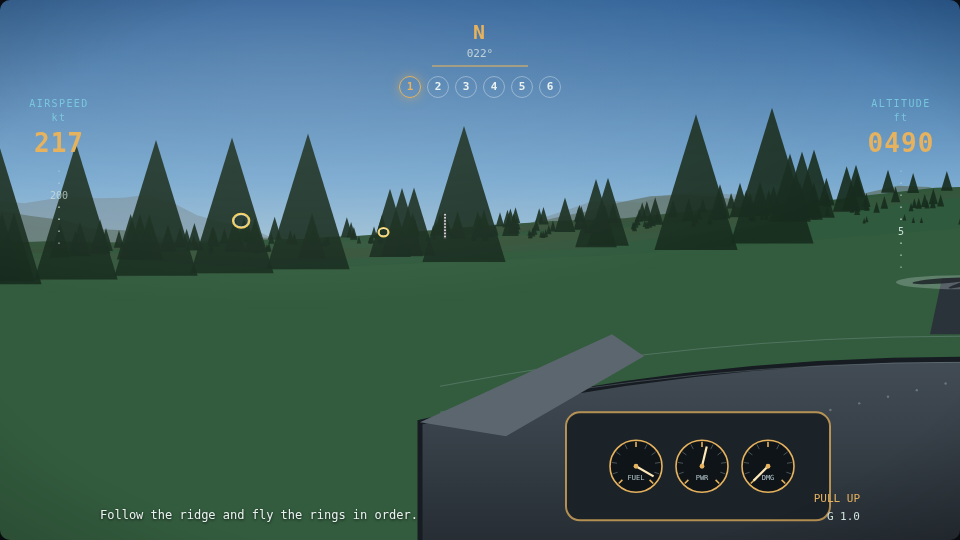 N
022°
1 2 3 4 5 6
AIRSPEED
kt
217
200
ALTITUDE
ft
0490
5
FUEL
PWR
DMG
PULL UP
G 1.0
Follow the ridge and fly the rings in order.